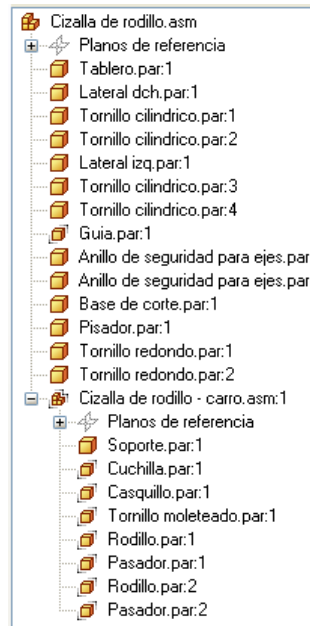 Cizalla de rodillo.asm
Planos de referencia
Tablero.par:1
Lateral dch.par:1
Tornillo cilindrico.par:1
Tornillo cilindrico.par:2
Lateral izq.par:1
Tornillo cilindrico.par:3
Tornillo cilindrico.par:4
Guia.par:1
Anillo de seguridad para ejes.par
Anillo de seguridad para ejes.par
Base de corte.par:1
Pisador.par:1
Tornillo redondo.par:1
Tornillo redondo.par:2
Cizalla de rodillo - carro.asm:1
Planos de referencia
Soporte.par:1
Cuchilla.par:1
Casquillo.par:1
Tornillo moleteado.par:1
Rodillo.par:1
Pasador.par:1
Rodillo.par:2
Pasador.par:2